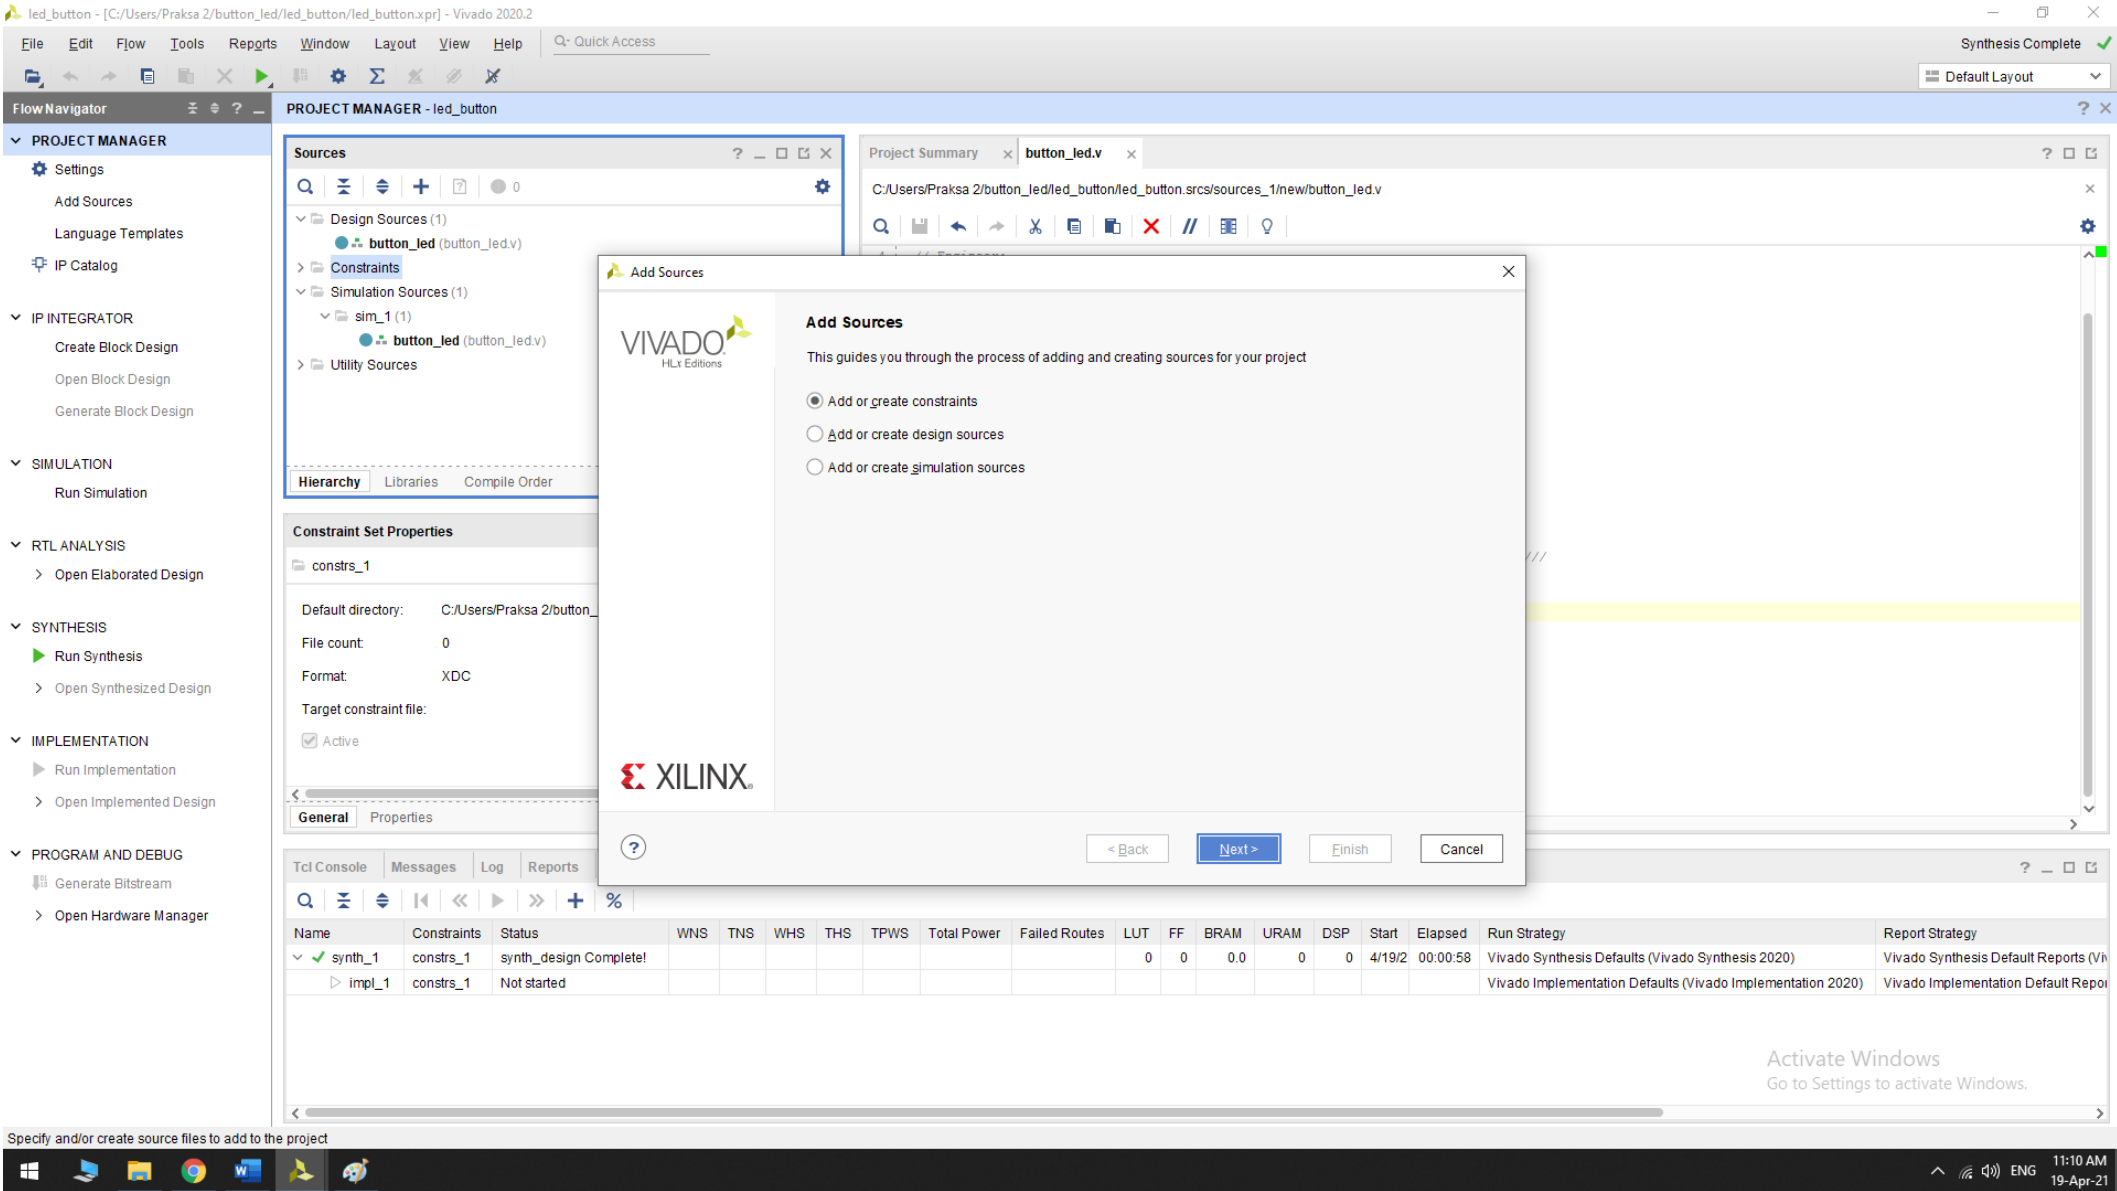 led_button - [C:/Users/Praksa 2/button_led/led_button/led_button.xpr] - Vivado 2020.2
File Edit Flow Tools Reports Window Layout View Help Quick Access
Synthesis Complete
Default Layout
Flow Navigator
PROJECT MANAGER - led_button
PROJECT MANAGER
Settings
Add Sources
Language Templates
IP Catalog
IP INTEGRATOR
Create Block Design
Open Block Design
Generate Block Design
SIMULATION
Run Simulation
RTL ANALYSIS
Open Elaborated Design
SYNTHESIS
Run Synthesis
Open Synthesized Design
IMPLEMENTATION
Run Implementation
Open Implemented Design
PROGRAM AND DEBUG
Generate Bitstream
Open Hardware Manager
Sources
0
Design Sources (1)
button_led (button_led.v)
Constraints
Simulation Sources (1)
sim_1 (1)
button_led (button_led.v)
Utility Sources
Hierarchy Libraries Compile Order
Constraint Set Properties
constrs_1
Default directory: C:/Users/Praksa 2/button_
File count: 0
Format: XDC
Target constraint file:
Active
General Properties
Project Summary button_led.v
C:/Users/Praksa 2/button_led/led_button/led_button.srcs/sources_1/new/button_led.v
///
Add Sources
VIVADO
HLx Editions
Add Sources
This guides you through the process of adding and creating sources for your project
Add or create constraints
Add or create design sources
Add or create simulation sources
XILINX
< Back Next > Finish Cancel
Tcl Console Messages Log Reports
Name Constraints Status WNS TNS WHS THS TPWS Total Power Failed Routes LUT FF BRAM URAM DSP Start Elapsed Run Strategy Report Strategy
synth_1 constrs_1 synth_design Complete! 0 0 0.0 0 0 4/19/2 00:00:58 Vivado Synthesis Defaults (Vivado Synthesis 2020) Vivado Synthesis Default Reports (Viv
impl_1 constrs_1 Not started Vivado Implementation Defaults (Vivado Implementation 2020) Vivado Implementation Default Repor
Activate Windows
Go to Settings to activate Windows.
Specify and/or create source files to add to the project
ENG
11:10 AM
19-Apr-21